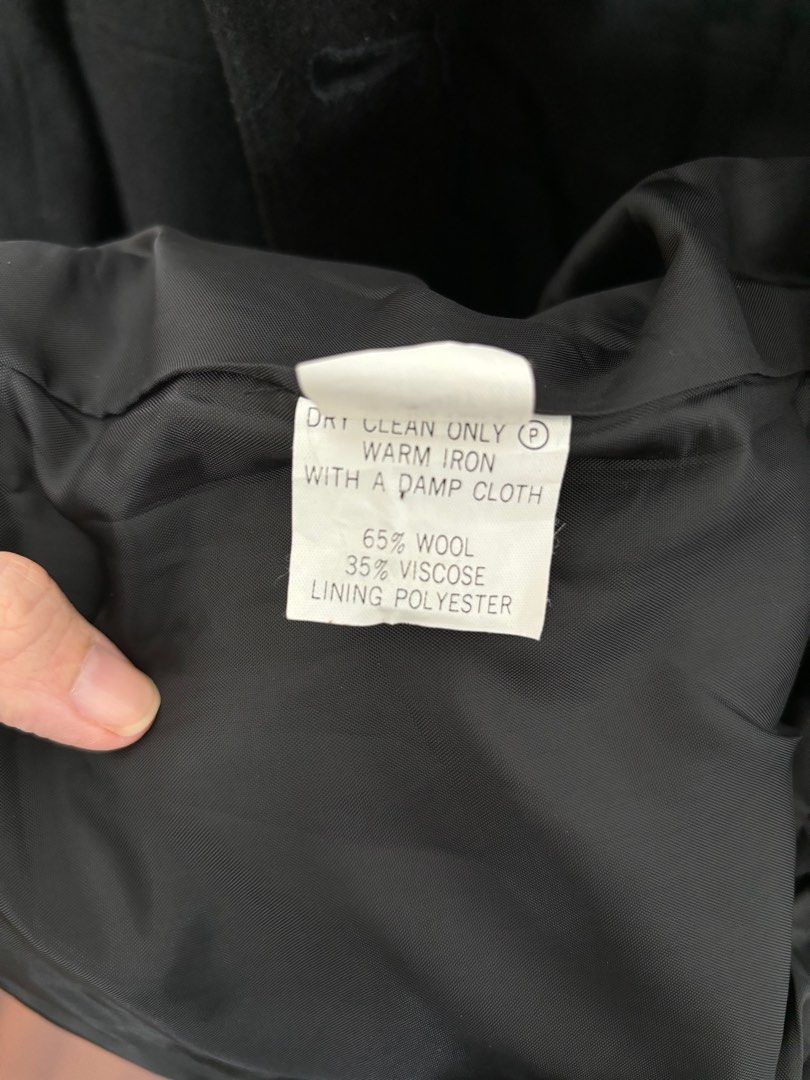 DRY CLEAN ONLY Ⓟ
WARM IRON
WITH A DAMP CLOTH
65% WOOL
35% VISCOSE
LINING POLYESTER